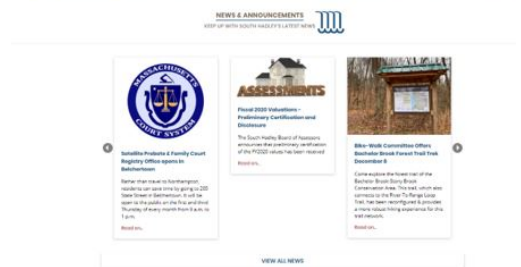 NEWS & ANNOUNCEMENTS
KEEP UP WITH SOUTH HADLEY'S LATEST NEWS
MASSACHUSETTS
COURT SYSTEM
Satellite Probate & Family Court
Registry Office opens in
Belchertown
Rather than travel to Northampton,
residents can save time by going to 205
State Street in Belchertown. It will be
open to the public on the first and third
Thursday of every month from 9 a.m. to
1 p.m.
Read on..
ASSESSMENTS
Fiscal 2020 Valuations -
Preliminary Certification and
Disclosure
The South Hadley Board of Assessors
announces that preliminary certification
of the FY2020 values has been received
Read on..
Bike-Walk Committee Offers
Bachelor Brook Forest Trail Trek
December 8
Come explore the forest trail of the
Bachelor Brook Stony Brook
Conservation Area. This trail, which also
connects to the River To Range Loop
Trail, has been reconfigured & provides
a more robust hiking experience for this
trail network.
Read on..
VIEW ALL NEWS